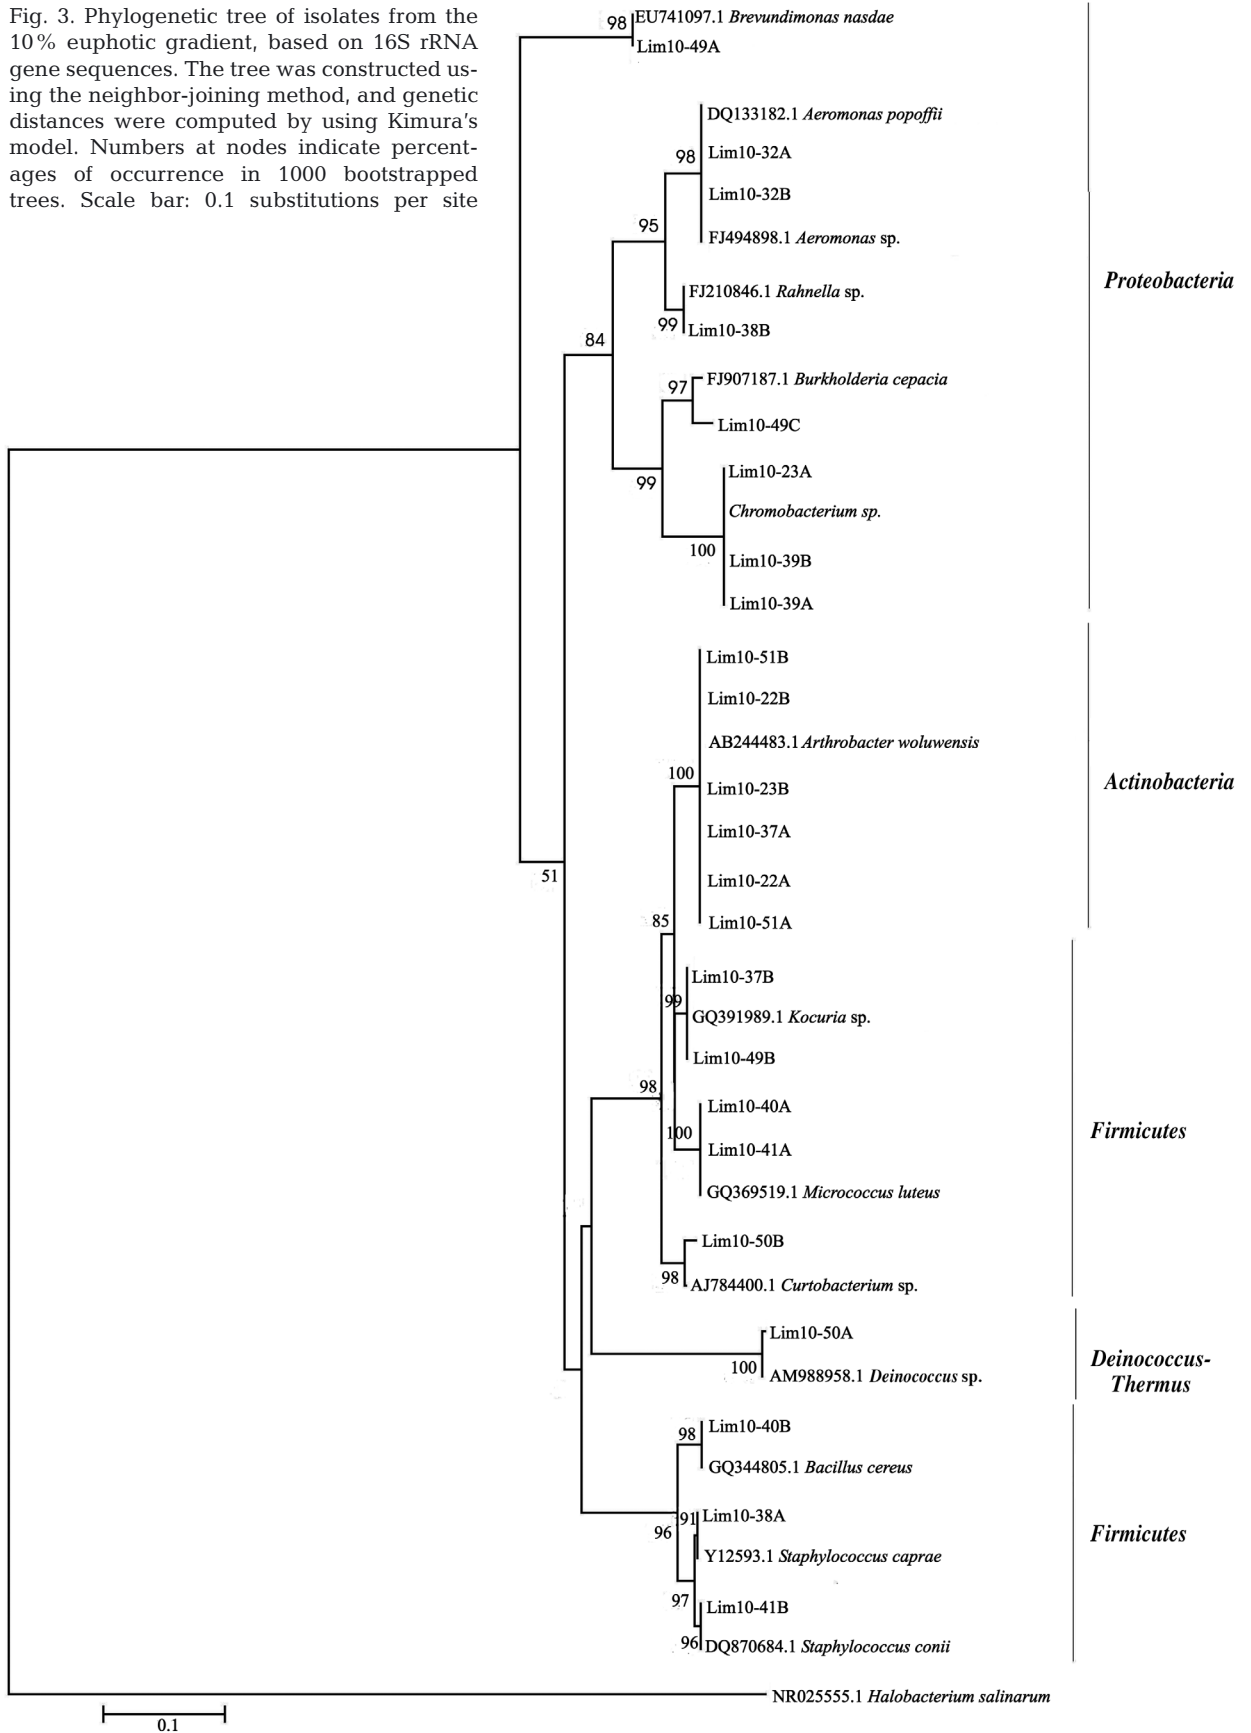 Fig. 3. Phylogenetic tree of isolates from the
10% euphotic gradient, based on 16S rRNA
gene sequences. The tree was constructed us-
ing the neighbor-joining method, and genetic
distances were computed by using Kimura's
model. Numbers at nodes indicate percent-
ages of occurrence in 1000 bootstrapped
trees. Scale bar: 0.1 substitutions per site
98
EU741097.1 Brevundimonas nasdae
Lim10-49A
DQ133182.1 Aeromonas popoffii
98
Lim10-32A
Lim10-32B
95
FJ494898.1 Aeromonas sp.
Proteobacteria
FJ210846.1 Rahnella sp.
99
Lim10-38B
84
FJ907187.1 Burkholderia cepacia
97
Lim10-49C
99
Lim10-23A
Chromobacterium sp.
100
Lim10-39B
Lim10-39A
Lim10-51B
Lim10-22B
AB244483.1 Arthrobacter woluwensis
100
Actinobacteria
Lim10-23B
Lim10-37A
51
Lim10-22A
85
Lim10-51A
Lim10-37B
99
GQ391989.1 Kocuria sp.
Lim10-49B
98
Lim10-40A
100
Firmicutes
Lim10-41A
GQ369519.1 Micrococcus luteus
Lim10-50B
98
AJ784400.1 Curtobacterium sp.
Lim10-50A
100
AM988958.1 Deinococcus sp.
Deinococcus-
Thermus
Lim10-40B
98
GQ344805.1 Bacillus cereus
Lim10-38A
91
96
Firmicutes
Y12593.1 Staphylococcus caprae
97
Lim10-41B
96
DQ870684.1 Staphylococcus conii
NR025555.1 Halobacterium salinarum
0.1